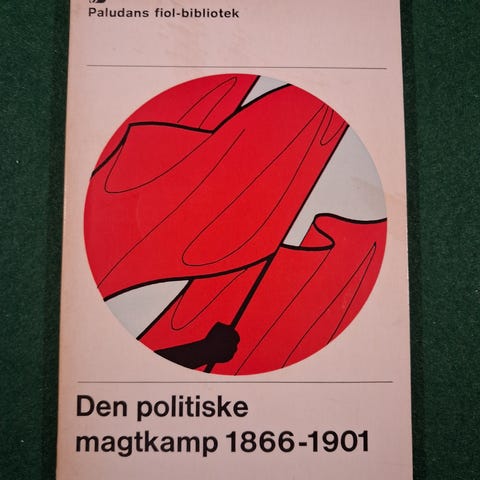 Paludans fiol-bibliotek
Den politiske
magtkamp 1866-1901